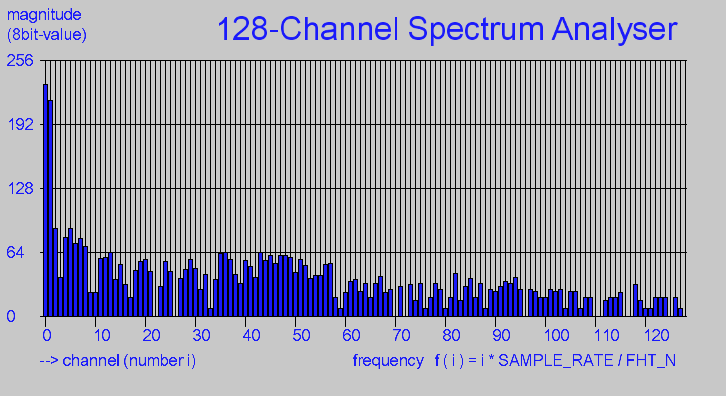 magnitude
(8bit-value)
128-Channel Spectrum Analyser
256
192
128
64
0
0 10 20 30 40 50 60 70 80 90 100 110 120
--> channel (number i)
frequency f ( i ) = i * SAMPLE_RATE / FHT_N